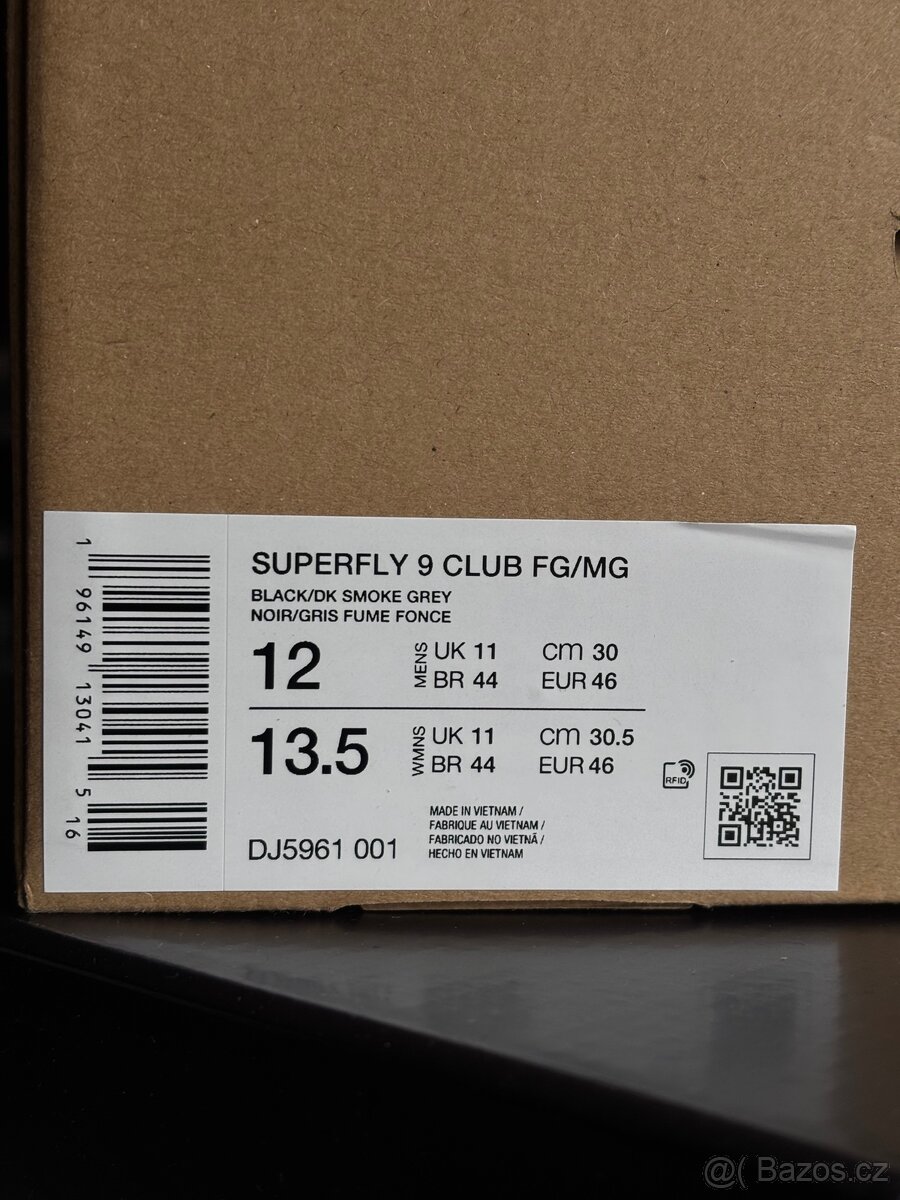 1
96149
13041
5
16
SUPERFLY 9 CLUB FG/MG
BLACK/DK SMOKE GREY
NOIR/GRIS FUME FONCE
12
MENS
UK 11 cm 30
BR 44 EUR 46
13.5
WMNS
UK 11 cm 30.5
BR 44 EUR 46
RFID
MADE IN VIETNAM /
FABRIQUE AU VIETNAM /
FABRICADO NO VIETNÃ /
HECHO EN VIETNAM
DJ5961 001
@( Bazos.cz